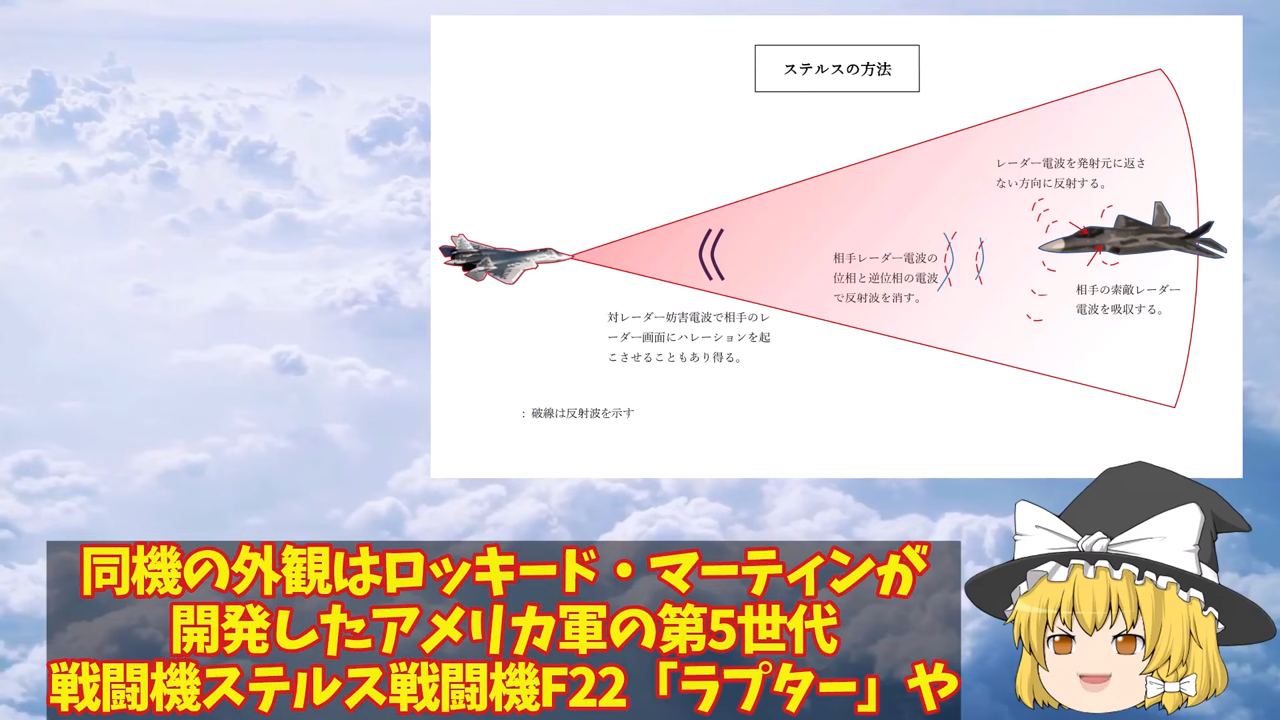 ステルスの方法
レーダー電波を発射元に返さ
ない方向に反射する。
相手レーダー電波の
位相と逆位相の電波
で反射波を消す。
相手の索敵レーダー
電波を吸収する。
対レーダー妨害電波で相手のレ
ーダー画面にハレーションを起
こさせることもあり得る。
：破線は反射波を示す
同機の外観はロッキード・マーティンが
開発したアメリカ軍の第5世代
戦闘機ステルス戦闘機F22「ラプター」や